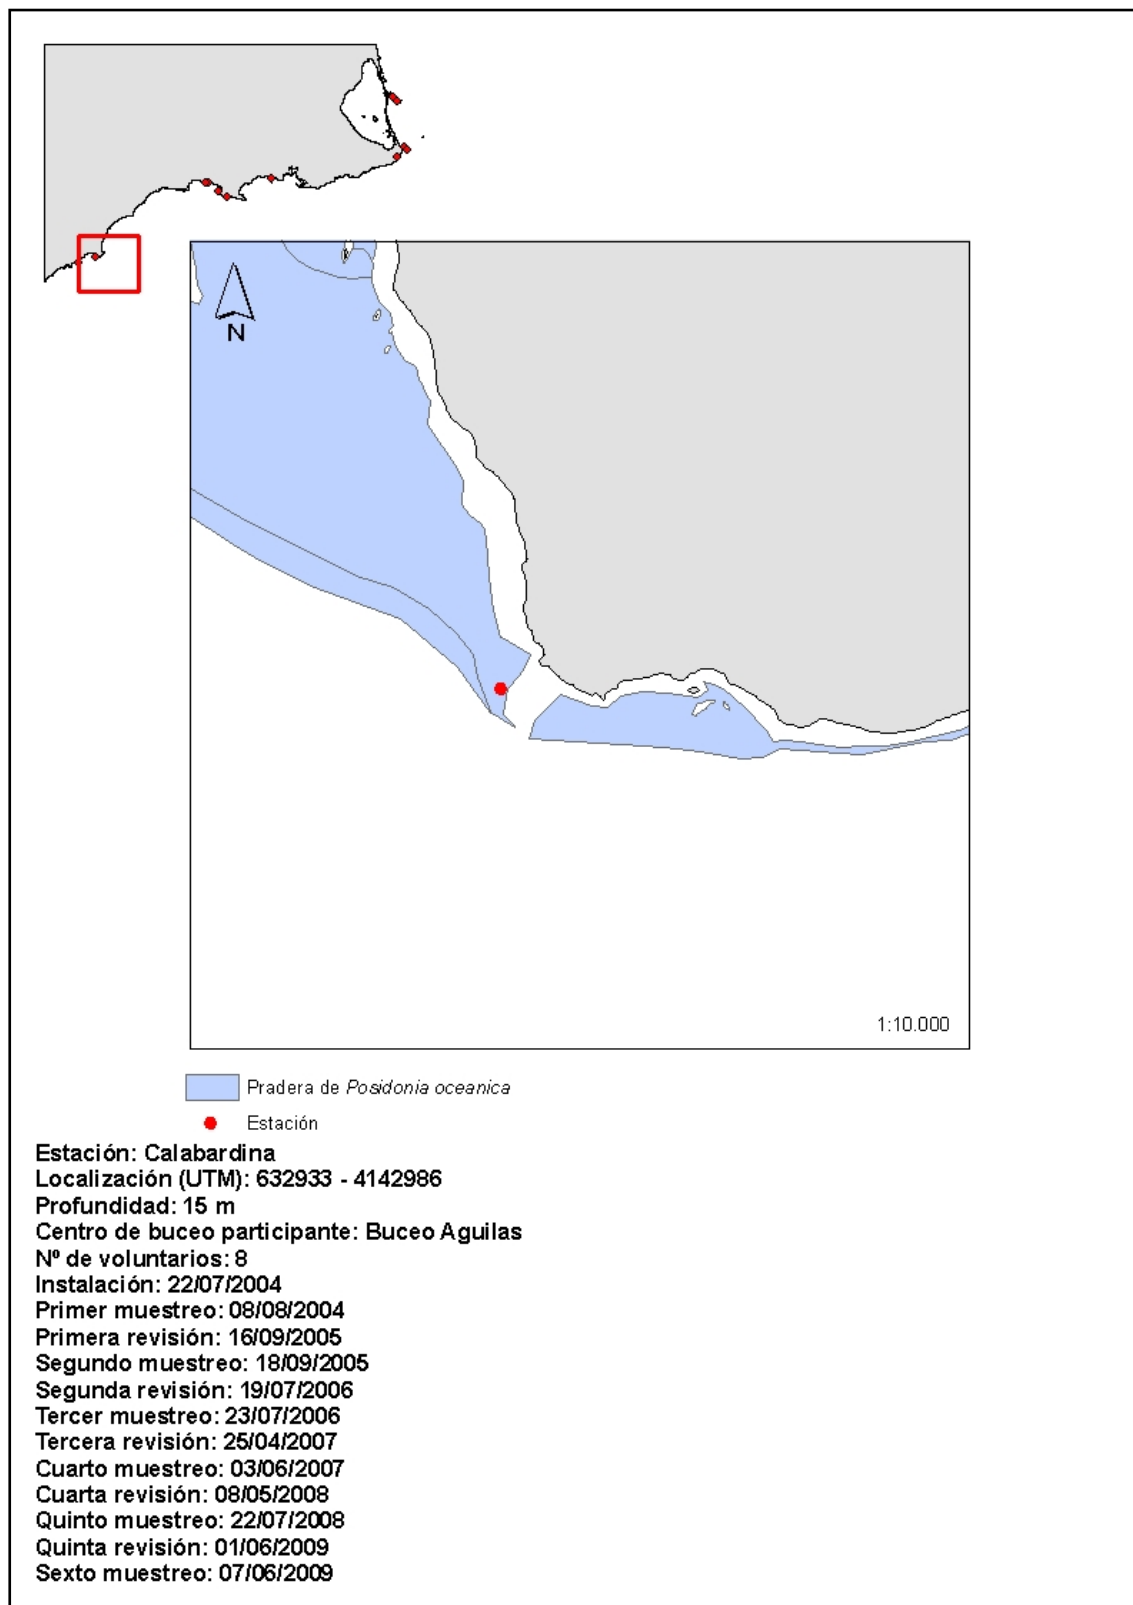 N
1:10.000
Pradera de Posidonia oceanica
Estación
Estación: Calabardina
Localización (UTM): 632933 - 4142986
Profundidad: 15 m
Centro de buceo participante: Buceo Aguilas
Nº de voluntarios: 8
Instalación: 22/07/2004
Primer muestreo: 08/08/2004
Primera revisión: 16/09/2005
Segundo muestreo: 18/09/2005
Segunda revisión: 19/07/2006
Tercer muestreo: 23/07/2006
Tercera revisión: 25/04/2007
Cuarto muestreo: 03/06/2007
Cuarta revisión: 08/05/2008
Quinto muestreo: 22/07/2008
Quinta revisión: 01/06/2009
Sexto muestreo: 07/06/2009